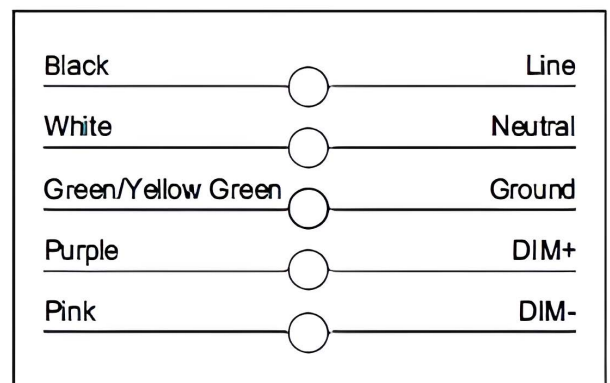 Black Line
White Neutral
Green/Yellow Green Ground
Purple DIM+
Pink DIM-